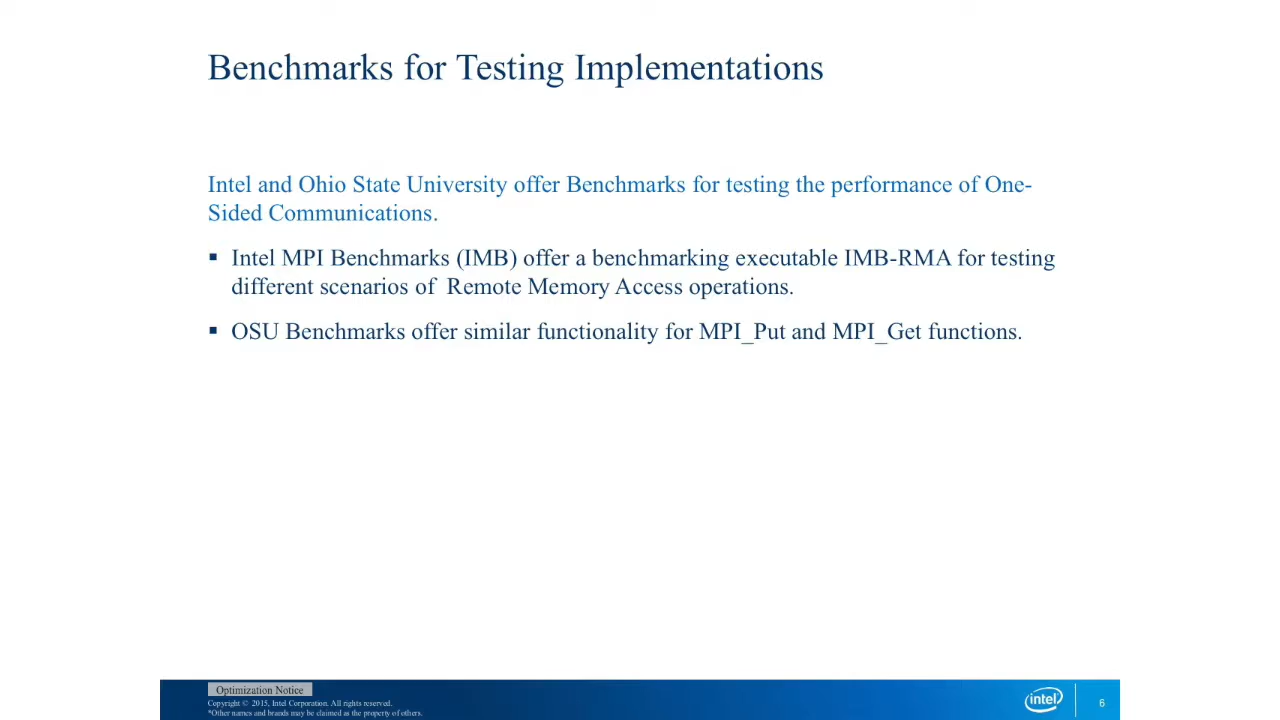 Benchmarks for Testing Implementations
Intel and Ohio State University offer Benchmarks for testing the performance of One-
Sided Communications.
▪ Intel MPI Benchmarks (IMB) offer a benchmarking executable IMB-RMA for testing
different scenarios of  Remote Memory Access operations.
▪ OSU Benchmarks offer similar functionality for MPI_Put and MPI_Get functions.
Optimization Notice
Copyright © 2015, Intel Corporation. All rights reserved.
*Other names and brands may be claimed as the property of others.
intel
6